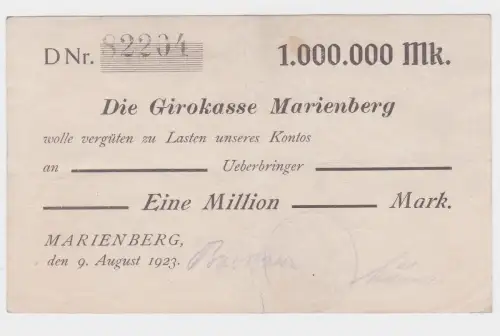 D Nr. 82204 1.000.000 Mk.
Die Girokasse Marienberg
wolle vergüten zu Lasten unseres Kontos
an Ueberbringer
Eine Million Mark.
MARIENBERG,
den 9. August 1923.